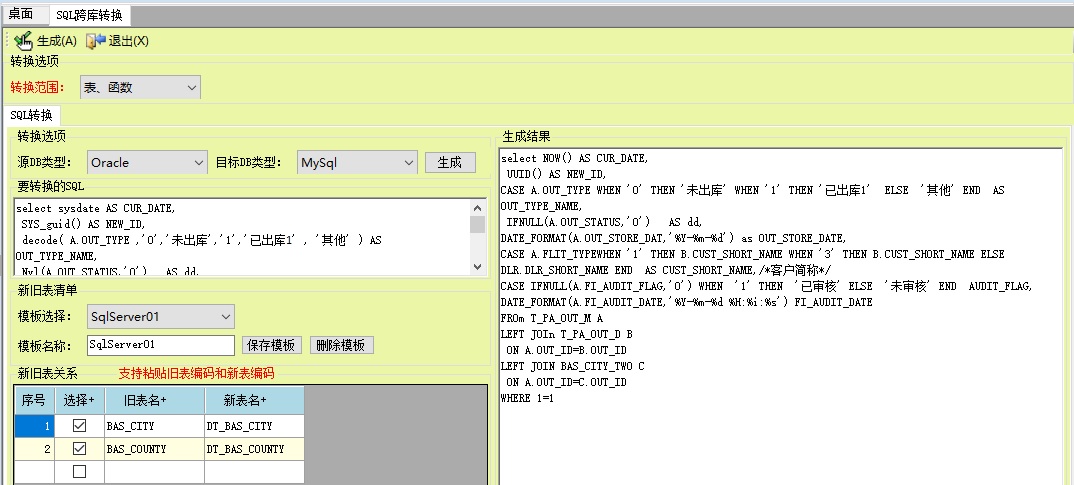 桌面 SQL跨库转换
生成(A) 退出(X)
转换选项
转换范围： 表、函数
SQL转换
转换选项
源DB类型： Oracle 目标DB类型： MySql 生成
要转换的SQL
select sysdate AS CUR_DATE,
SYS_guid() AS NEW_ID,
decode( A.OUT_TYPE ,'0','未出库','1','已出库1' , '其他' ) AS
OUT_TYPE_NAME,
Nvl(A.OUT_STATUS,'0') AS dd,
新旧表清单
模板选择： SqlServer01
模板名称： SqlServer01 保存模板 删除模板
新旧表关系 支持粘贴旧表编码和新表编码
序号 选择+ 旧表名+ 新表名+
1 BAS_CITY DT_BAS_CITY
2 BAS_COUNTY DT_BAS_COUNTY
生成结果
select NOW() AS CUR_DATE,
UUID() AS NEW_ID,
CASE A.OUT_TYPE WHEN '0' THEN '未出库' WHEN '1' THEN '已出库1' ELSE '其他' END AS
OUT_TYPE_NAME,
IFNULL(A.OUT_STATUS,'0') AS dd,
DATE_FORMAT(A.OUT_STORE_DAT,'%Y-%m-%d') as OUT_STORE_DATE,
CASE A.FLIT_TYPEWHEN '1' THEN B.CUST_SHORT_NAME WHEN '3' THEN B.CUST_SHORT_NAME ELSE
DLR.DLR_SHORT_NAME END AS CUST_SHORT_NAME,/*客户简称*/
CASE IFNULL(A.FI_AUDIT_FLAG,'0') WHEN '1' THEN '已审核' ELSE '未审核' END AUDIT_FLAG,
DATE_FORMAT(A.FI_AUDIT_DATE,'%Y-%m-%d %H:%i:%s') FI_AUDIT_DATE
FROm T_PA_OUT_M A
LEFT JOIn T_PA_OUT_D B
ON A.OUT_ID=B.OUT_ID
LEFT JOIN BAS_CITY_TWO C
ON A.OUT_ID=C.OUT_ID
WHERE 1=1